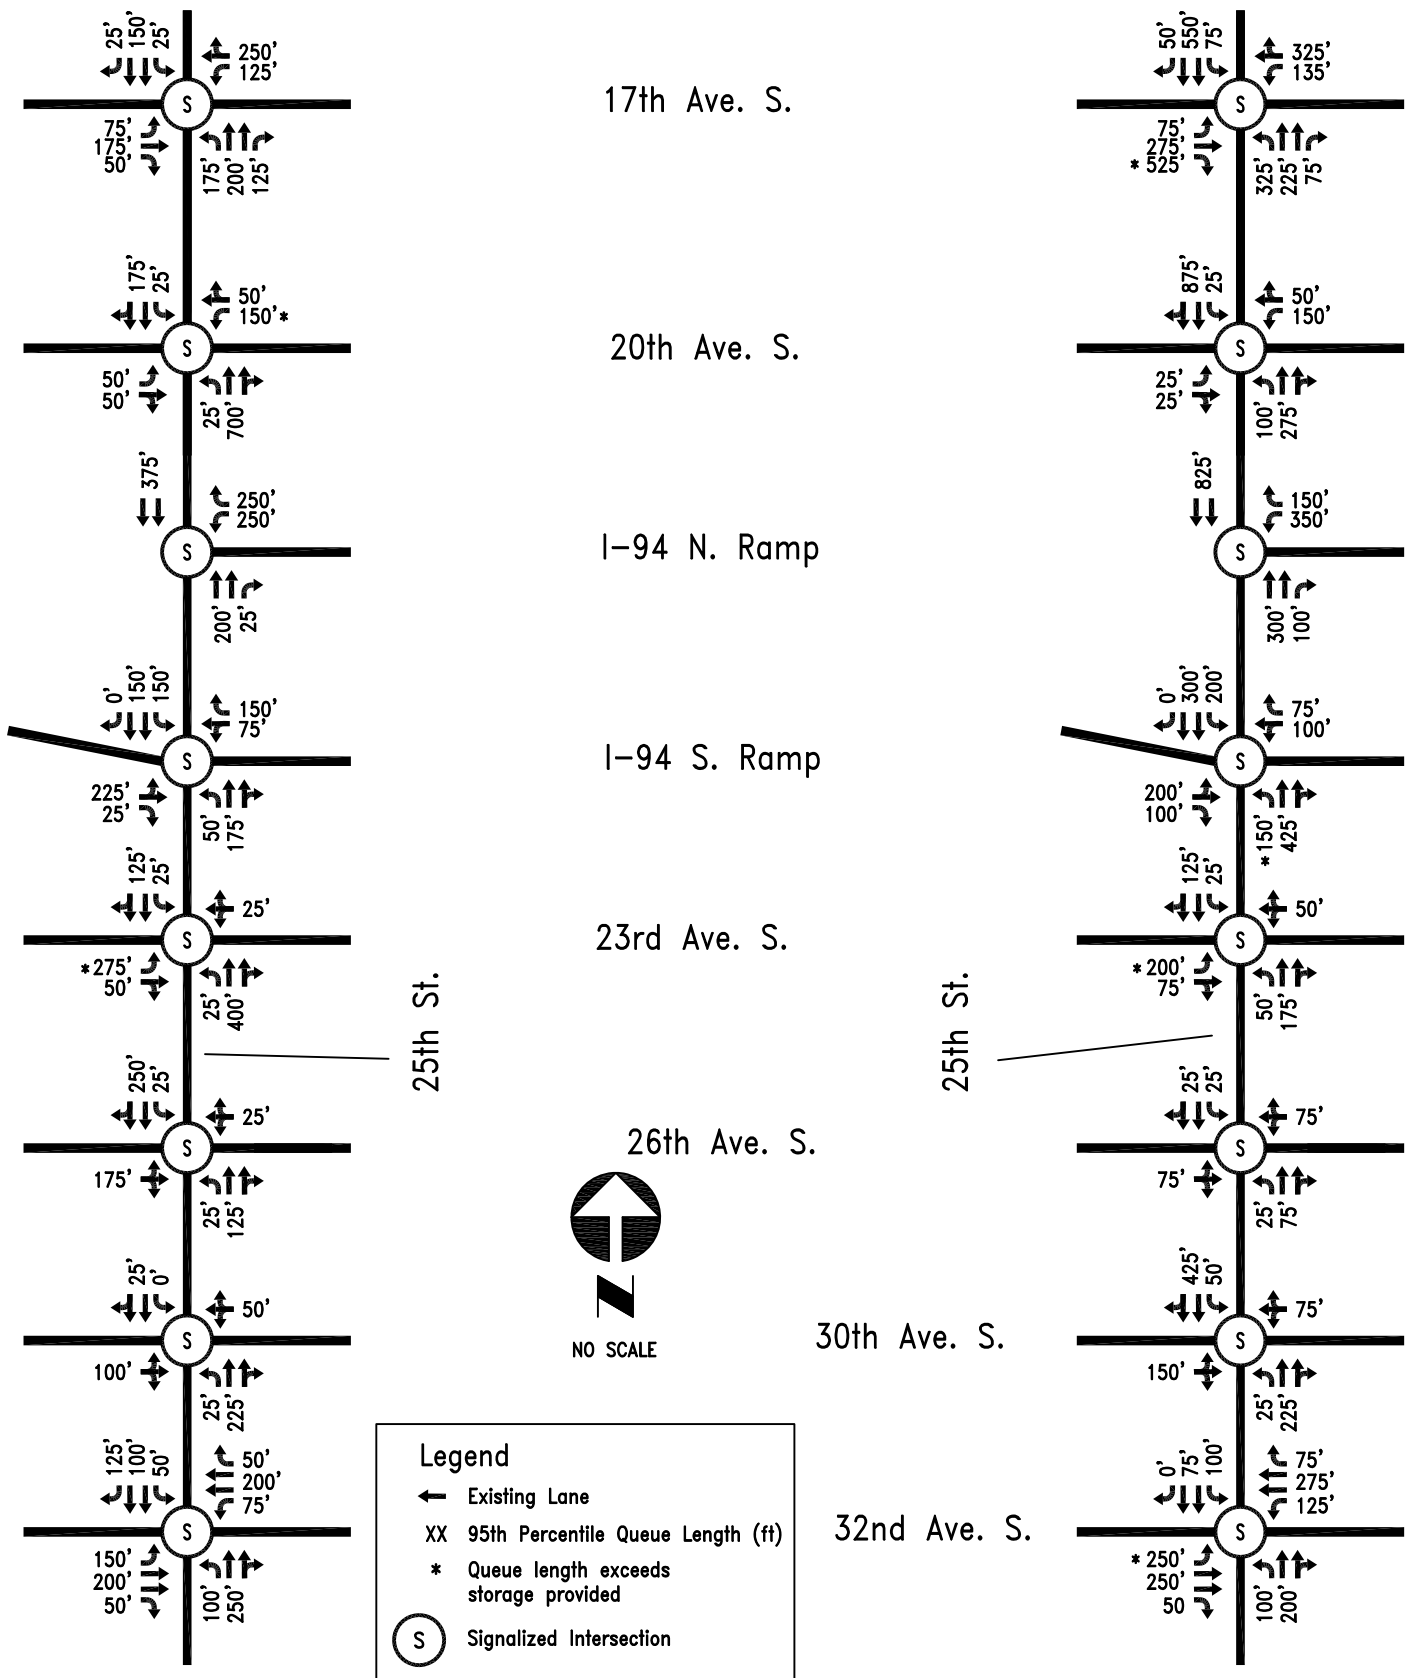 25' 150' 25'
250'
125'
75'
175'
50'
175' 200' 125'
17th Ave. S.
50' 550' 75'
325'
135'
75'
275'
* 525'
325' 225' 75'
S
S
175' 25'
50'
150'*
50'
50'
25' 700'
20th Ave. S.
875' 25'
50'
150'
25'
25'
100' 275'
S
S
375'
250'
250'
200' 25'
I-94 N. Ramp
825'
150'
350'
300' 100'
S
S
0' 150' 150'
150'
75'
225'
25'
50' 175'
I-94 S. Ramp
0' 300' 200'
75'
100'
200'
100'
*150' 425'
S
S
125' 25'
25'
*275'
50'
25' 400'
23rd Ave. S.
125' 25'
50'
*200'
75'
50' 175'
S
S
25th St.
25th St.
250' 25'
25'
175'
25' 125'
26th Ave. S.
25' 25'
75'
75'
25' 75'
S
S
NO SCALE
25' 0'
50'
100'
25' 225'
30th Ave. S.
425' 50'
75'
150'
25' 225'
S
S
125' 100' 50'
50'
200'
75'
150'
200'
50'
100' 250'
32nd Ave. S.
0' 75' 100'
75'
275'
125'
* 250'
250'
50
100' 200'
S
S
Legend
Existing Lane
XX 95th Percentile Queue Length (ft)
* Queue length exceeds
storage provided
S Signalized Intersection